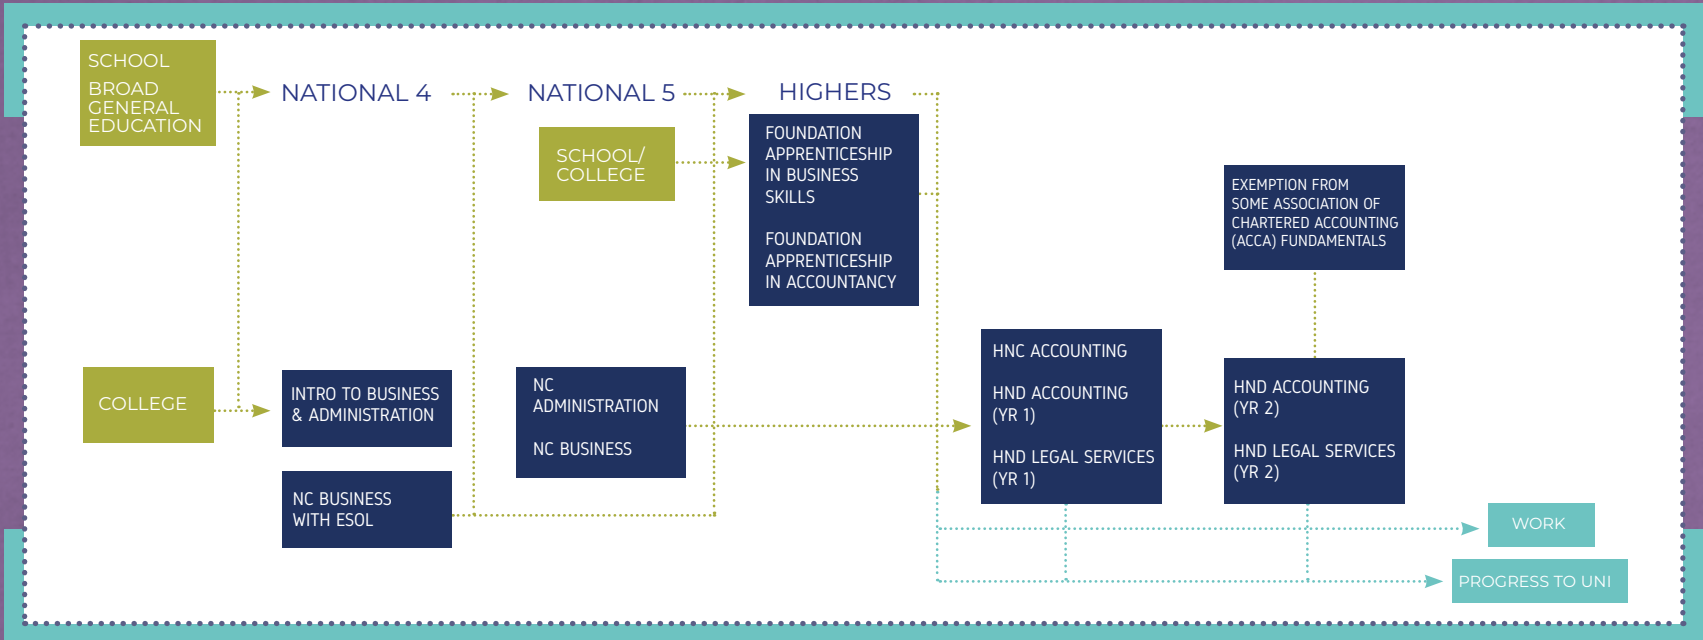 SCHOOL
BROAD
GENERAL
EDUCATION
NATIONAL 4
NATIONAL 5
HIGHERS
SCHOOL/
COLLEGE
FOUNDATION
APPRENTICESHIP
IN BUSINESS
SKILLS
FOUNDATION
APPRENTICESHIP
IN ACCOUNTANCY
EXEMPTION FROM
SOME ASSOCIATION OF
CHARTERED ACCOUNTING
(ACCA) FUNDAMENTALS
COLLEGE
INTRO TO BUSINESS
& ADMINISTRATION
NC BUSINESS
WITH ESOL
NC
ADMINISTRATION
NC BUSINESS
HNC ACCOUNTING
HND ACCOUNTING
(YR 1)
HND LEGAL SERVICES
(YR 1)
HND ACCOUNTING
(YR 2)
HND LEGAL SERVICES
(YR 2)
WORK
PROGRESS TO UNI